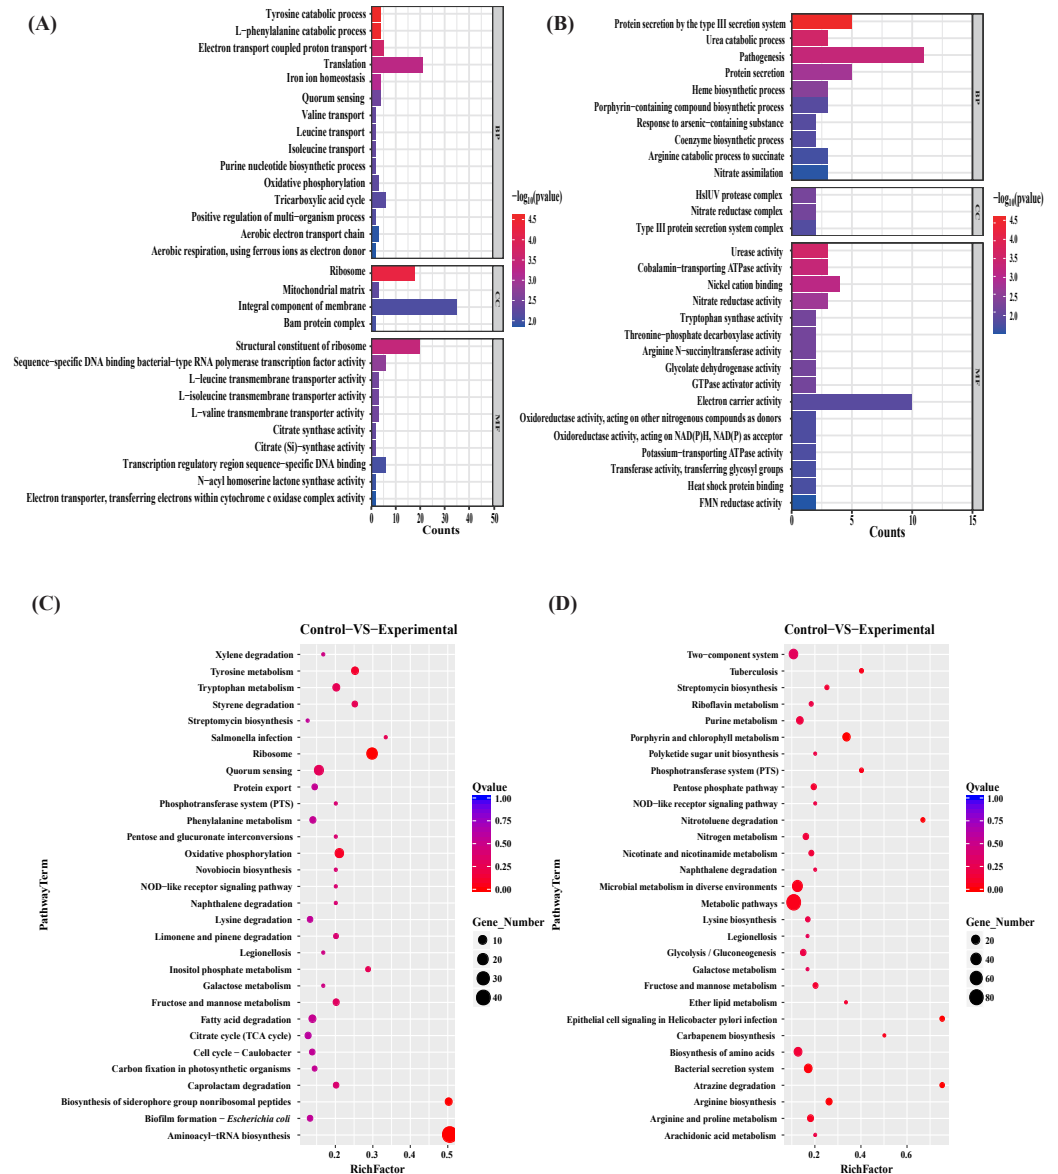 (A)
Tyrosine catabolic process
L−phenylalanine catabolic process
Electron transport coupled proton transport
Translation
Iron ion homeostasis
Quorum sensing
Valine transport
Leucine transport
Isoleucine transport
Purine nucleotide biosynthetic process
Oxidative phosphorylation
Tricarboxylic acid cycle
Positive regulation of multi−organism process
Aerobic electron transport chain
Aerobic respiration, using ferrous ions as electron donor
BP
Ribosome
Mitochondrial matrix
Integral component of membrane
Bam protein complex
CC
Structural constituent of ribosome
Sequence−specific DNA binding bacterial−type RNA polymerase transcription factor activity
L−leucine transmembrane transporter activity
L−isoleucine transmembrane transporter activity
L−valine transmembrane transporter activity
Citrate synthase activity
Citrate (Si)−synthase activity
Transcription regulatory region sequence−specific DNA binding
N−acyl homoserine lactone synthase activity
Electron transporter, transferring electrons within cytochrome c oxidase complex activity
MF
0 10 20 30 40 50
Counts
−log10(pvalue)
4.5
4.0
3.5
3.0
2.5
2.0
(B)
Protein secretion by the type III secretion system
Urea catabolic process
Pathogenesis
Protein secretion
Heme biosynthetic process
Porphyrin−containing compound biosynthetic process
Response to arsenic−containing substance
Coenzyme biosynthetic process
Arginine catabolic process to succinate
Nitrate assimilation
BP
HslUV protease complex
Nitrate reductase complex
Type III protein secretion system complex
CC
Urease activity
Cobalamin−transporting ATPase activity
Nickel cation binding
Nitrate reductase activity
Tryptophan synthase activity
Threonine−phosphate decarboxylase activity
Arginine N−succinyltransferase activity
Glycolate dehydrogenase activity
GTPase activator activity
Electron carrier activity
Oxidoreductase activity, acting on other nitrogenous compounds as donors
Oxidoreductase activity, acting on NAD(P)H, NAD(P) as acceptor
Potassium−transporting ATPase activity
Transferase activity, transferring glycosyl groups
Heat shock protein binding
FMN reductase activity
MF
0 5 10 15
Counts
−log10(pvalue)
4.5
4.0
3.5
3.0
2.5
2.0
(C)
Control−VS−Experimental
PathwayTerm
Xylene degradation
Tyrosine metabolism
Tryptophan metabolism
Styrene degradation
Streptomycin biosynthesis
Salmonella infection
Ribosome
Quorum sensing
Protein export
Phosphotransferase system (PTS)
Phenylalanine metabolism
Pentose and glucuronate interconversions
Oxidative phosphorylation
Novobiocin biosynthesis
NOD−like receptor signaling pathway
Naphthalene degradation
Lysine degradation
Limonene and pinene degradation
Legionellosis
Inositol phosphate metabolism
Galactose metabolism
Fructose and mannose metabolism
Fatty acid degradation
Citrate cycle (TCA cycle)
Cell cycle − Caulobacter
Carbon fixation in photosynthetic organisms
Caprolactam degradation
Biosynthesis of siderophore group nonribosomal peptides
Biofilm formation − Escherichia coli
Aminoacyl−tRNA biosynthesis
0.2 0.3 0.4 0.5
RichFactor
Qvalue
1.00
0.75
0.50
0.25
0.00
Gene_Number
10
20
30
40
(D)
Control−VS−Experimental
PathwayTerm
Two−component system
Tuberculosis
Streptomycin biosynthesis
Riboflavin metabolism
Purine metabolism
Porphyrin and chlorophyll metabolism
Polyketide sugar unit biosynthesis
Phosphotransferase system (PTS)
Pentose phosphate pathway
NOD−like receptor signaling pathway
Nitrotoluene degradation
Nitrogen metabolism
Nicotinate and nicotinamide metabolism
Naphthalene degradation
Microbial metabolism in diverse environments
Metabolic pathways
Lysine biosynthesis
Legionellosis
Glycolysis / Gluconeogenesis
Galactose metabolism
Fructose and mannose metabolism
Ether lipid metabolism
Epithelial cell signaling in Helicobacter pylori infection
Carbapenem biosynthesis
Biosynthesis of amino acids
Bacterial secretion system
Atrazine degradation
Arginine biosynthesis
Arginine and proline metabolism
Arachidonic acid metabolism
0.2 0.4 0.6
RichFactor
Qvalue
1.00
0.75
0.50
0.25
0.00
Gene_Number
20
40
60
80